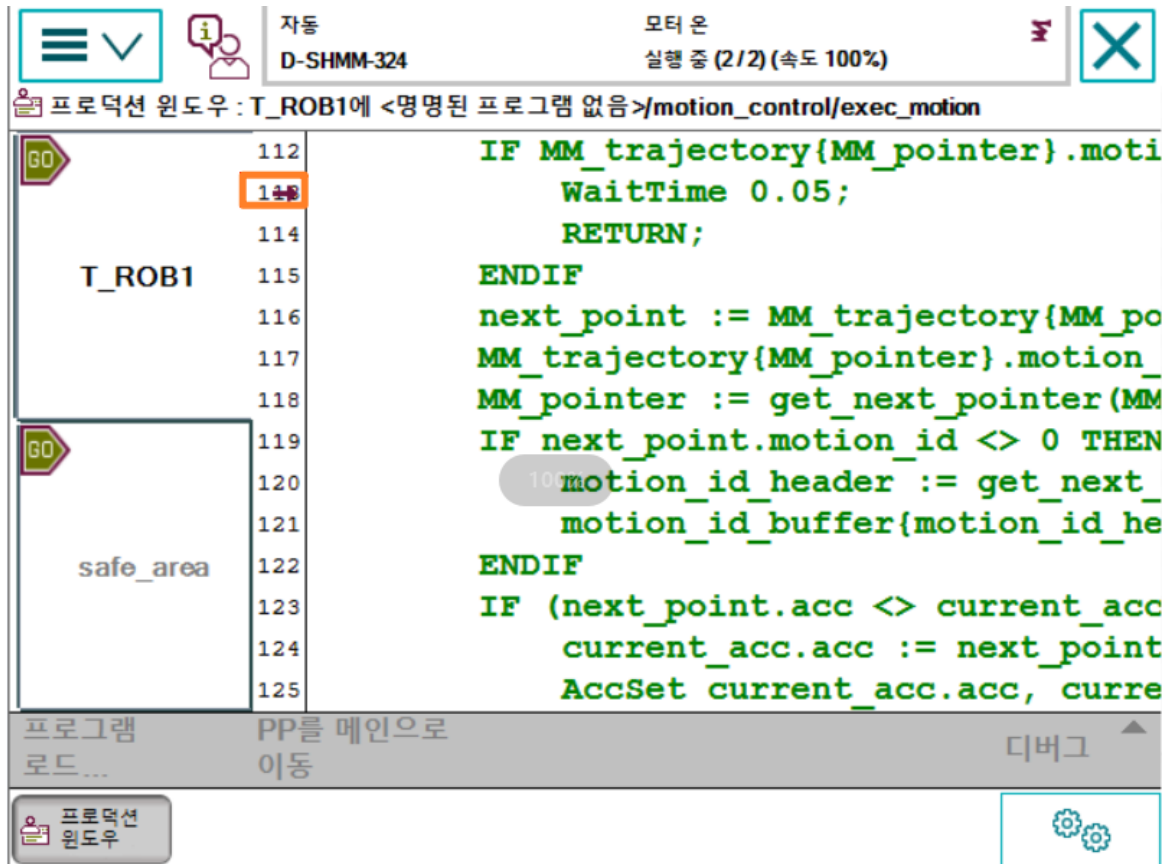 자동
모터 온
D-SHMM-324
실행 중 (2/2) (속도 100%)
프로덕션 윈도우 : T_ROB1에 <명명된 프로그램 없음>/motion_control/exec_motion
GO
T_ROB1
GO
safe_area
112 IF MM_trajectory{MM_pointer}.moti
113 WaitTime 0.05;
114 RETURN;
115 ENDIF
116 next_point := MM_trajectory{MM_po
117 MM_trajectory{MM_pointer}.motion_
118 MM_pointer := get_next_pointer(MM
119 IF next_point.motion_id <> 0 THEN
120 motion_id_header := get_next_
121 motion_id_buffer{motion_id_he
122 ENDIF
123 IF (next_point.acc <> current_acc
124 current_acc.acc := next_point
125 AccSet current_acc.acc, curre
100%
프로그램
로드...
PP를 메인으로
이동
디버그
프로덕션
윈도우